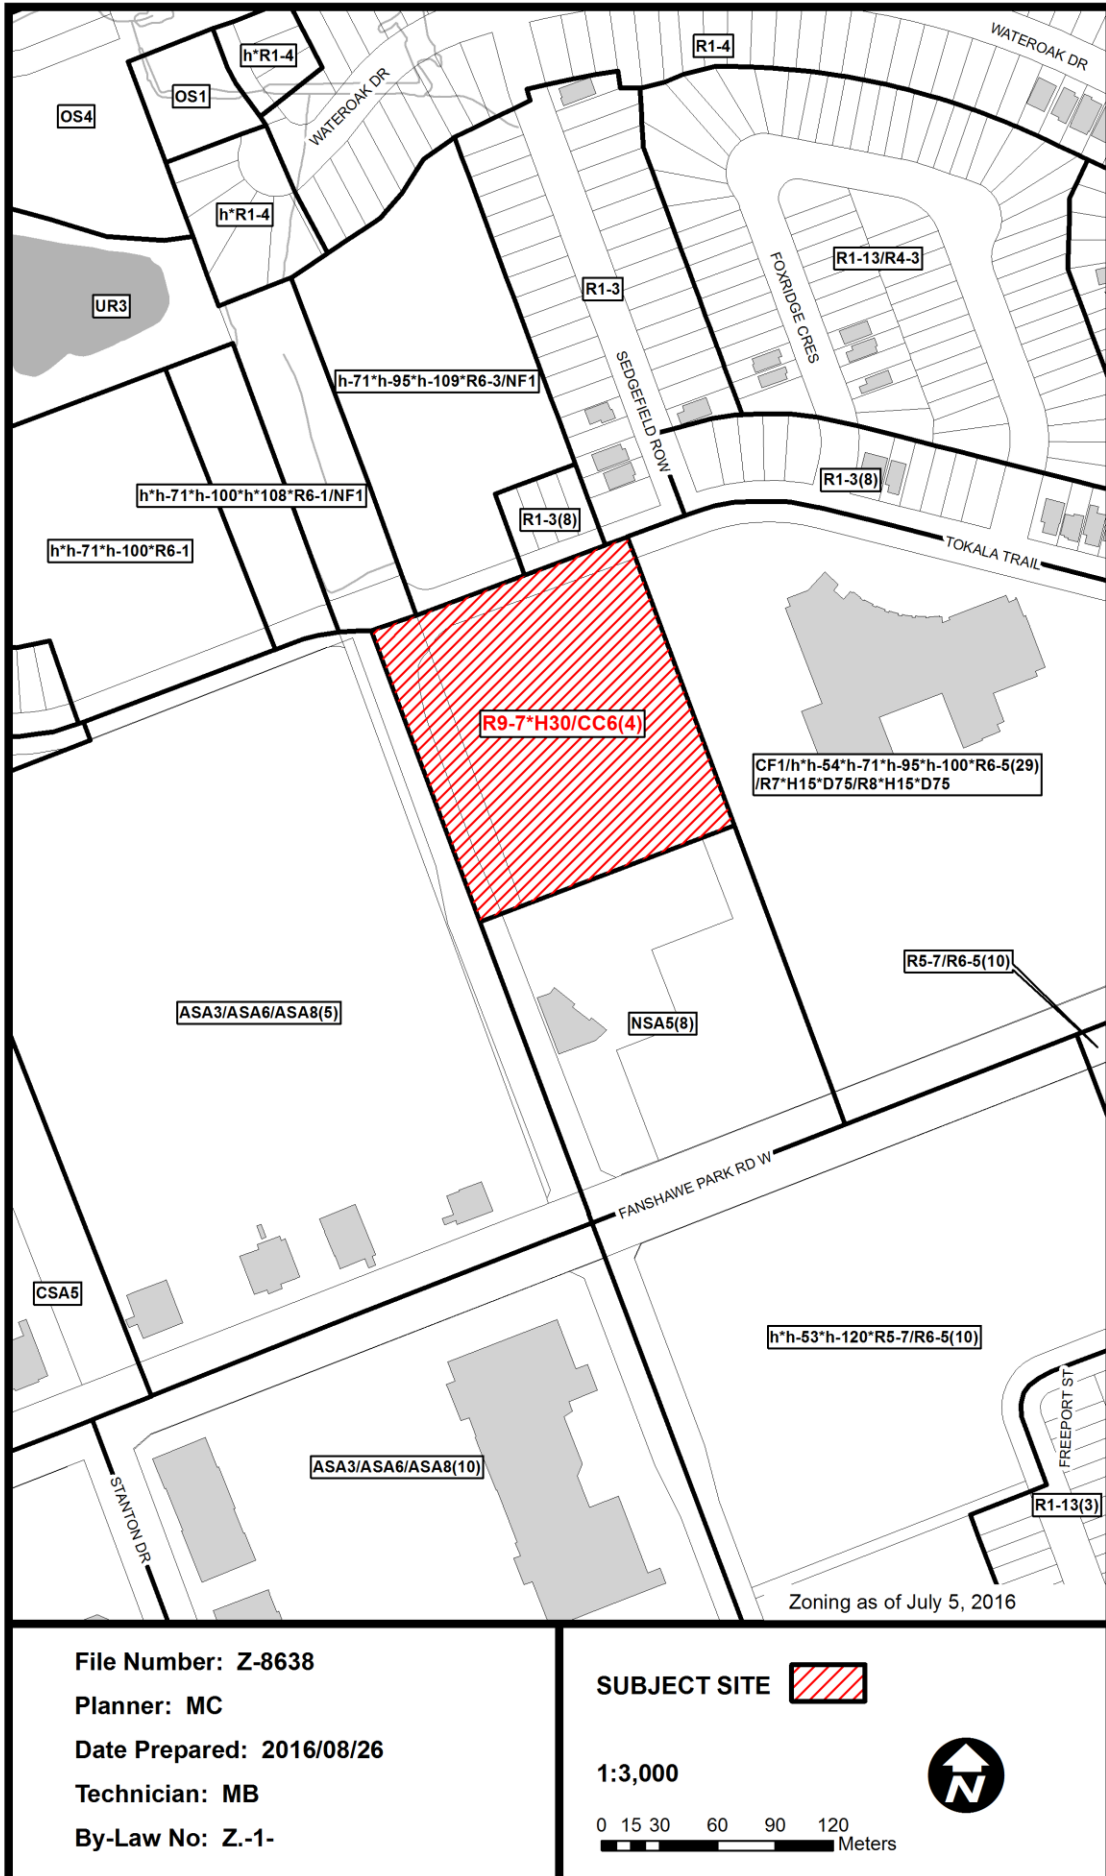 WATEROAK DR
R1-4
h*R1-4
OS1
OS4
WATEROAK DR
h*R1-4
R1-13/R4-3
FOXRIDGE CRES
R1-3
UR3
SEDGEFIELD ROW
h-71*h-95*h-109*R6-3/NF1
R1-3(8)
h*h-71*h-100*h*108*R6-1/NF1
R1-3(8)
h*h-71*h-100*R6-1
TOKALA TRAIL
R9-7*H30/CC6(4)
CF1/h*h-54*h-71*h-95*h-100*R6-5(29)
/R7*H15*D75/R8*H15*D75
R5-7/R6-5(10)
ASA3/ASA6/ASA8(5)
NSA5(8)
FANSHAWE PARK RD W
CSA5
h*h-53*h-120*R5-7/R6-5(10)
FREEPORT ST
ASA3/ASA6/ASA8(10)
STANTON DR
R1-13(3)
Zoning as of July 5, 2016
File Number: Z-8638
Planner: MC
Date Prepared: 2016/08/26
Technician: MB
By-Law No: Z.-1-
SUBJECT SITE
1:3,000
N
0 15 30 60 90 120
Meters